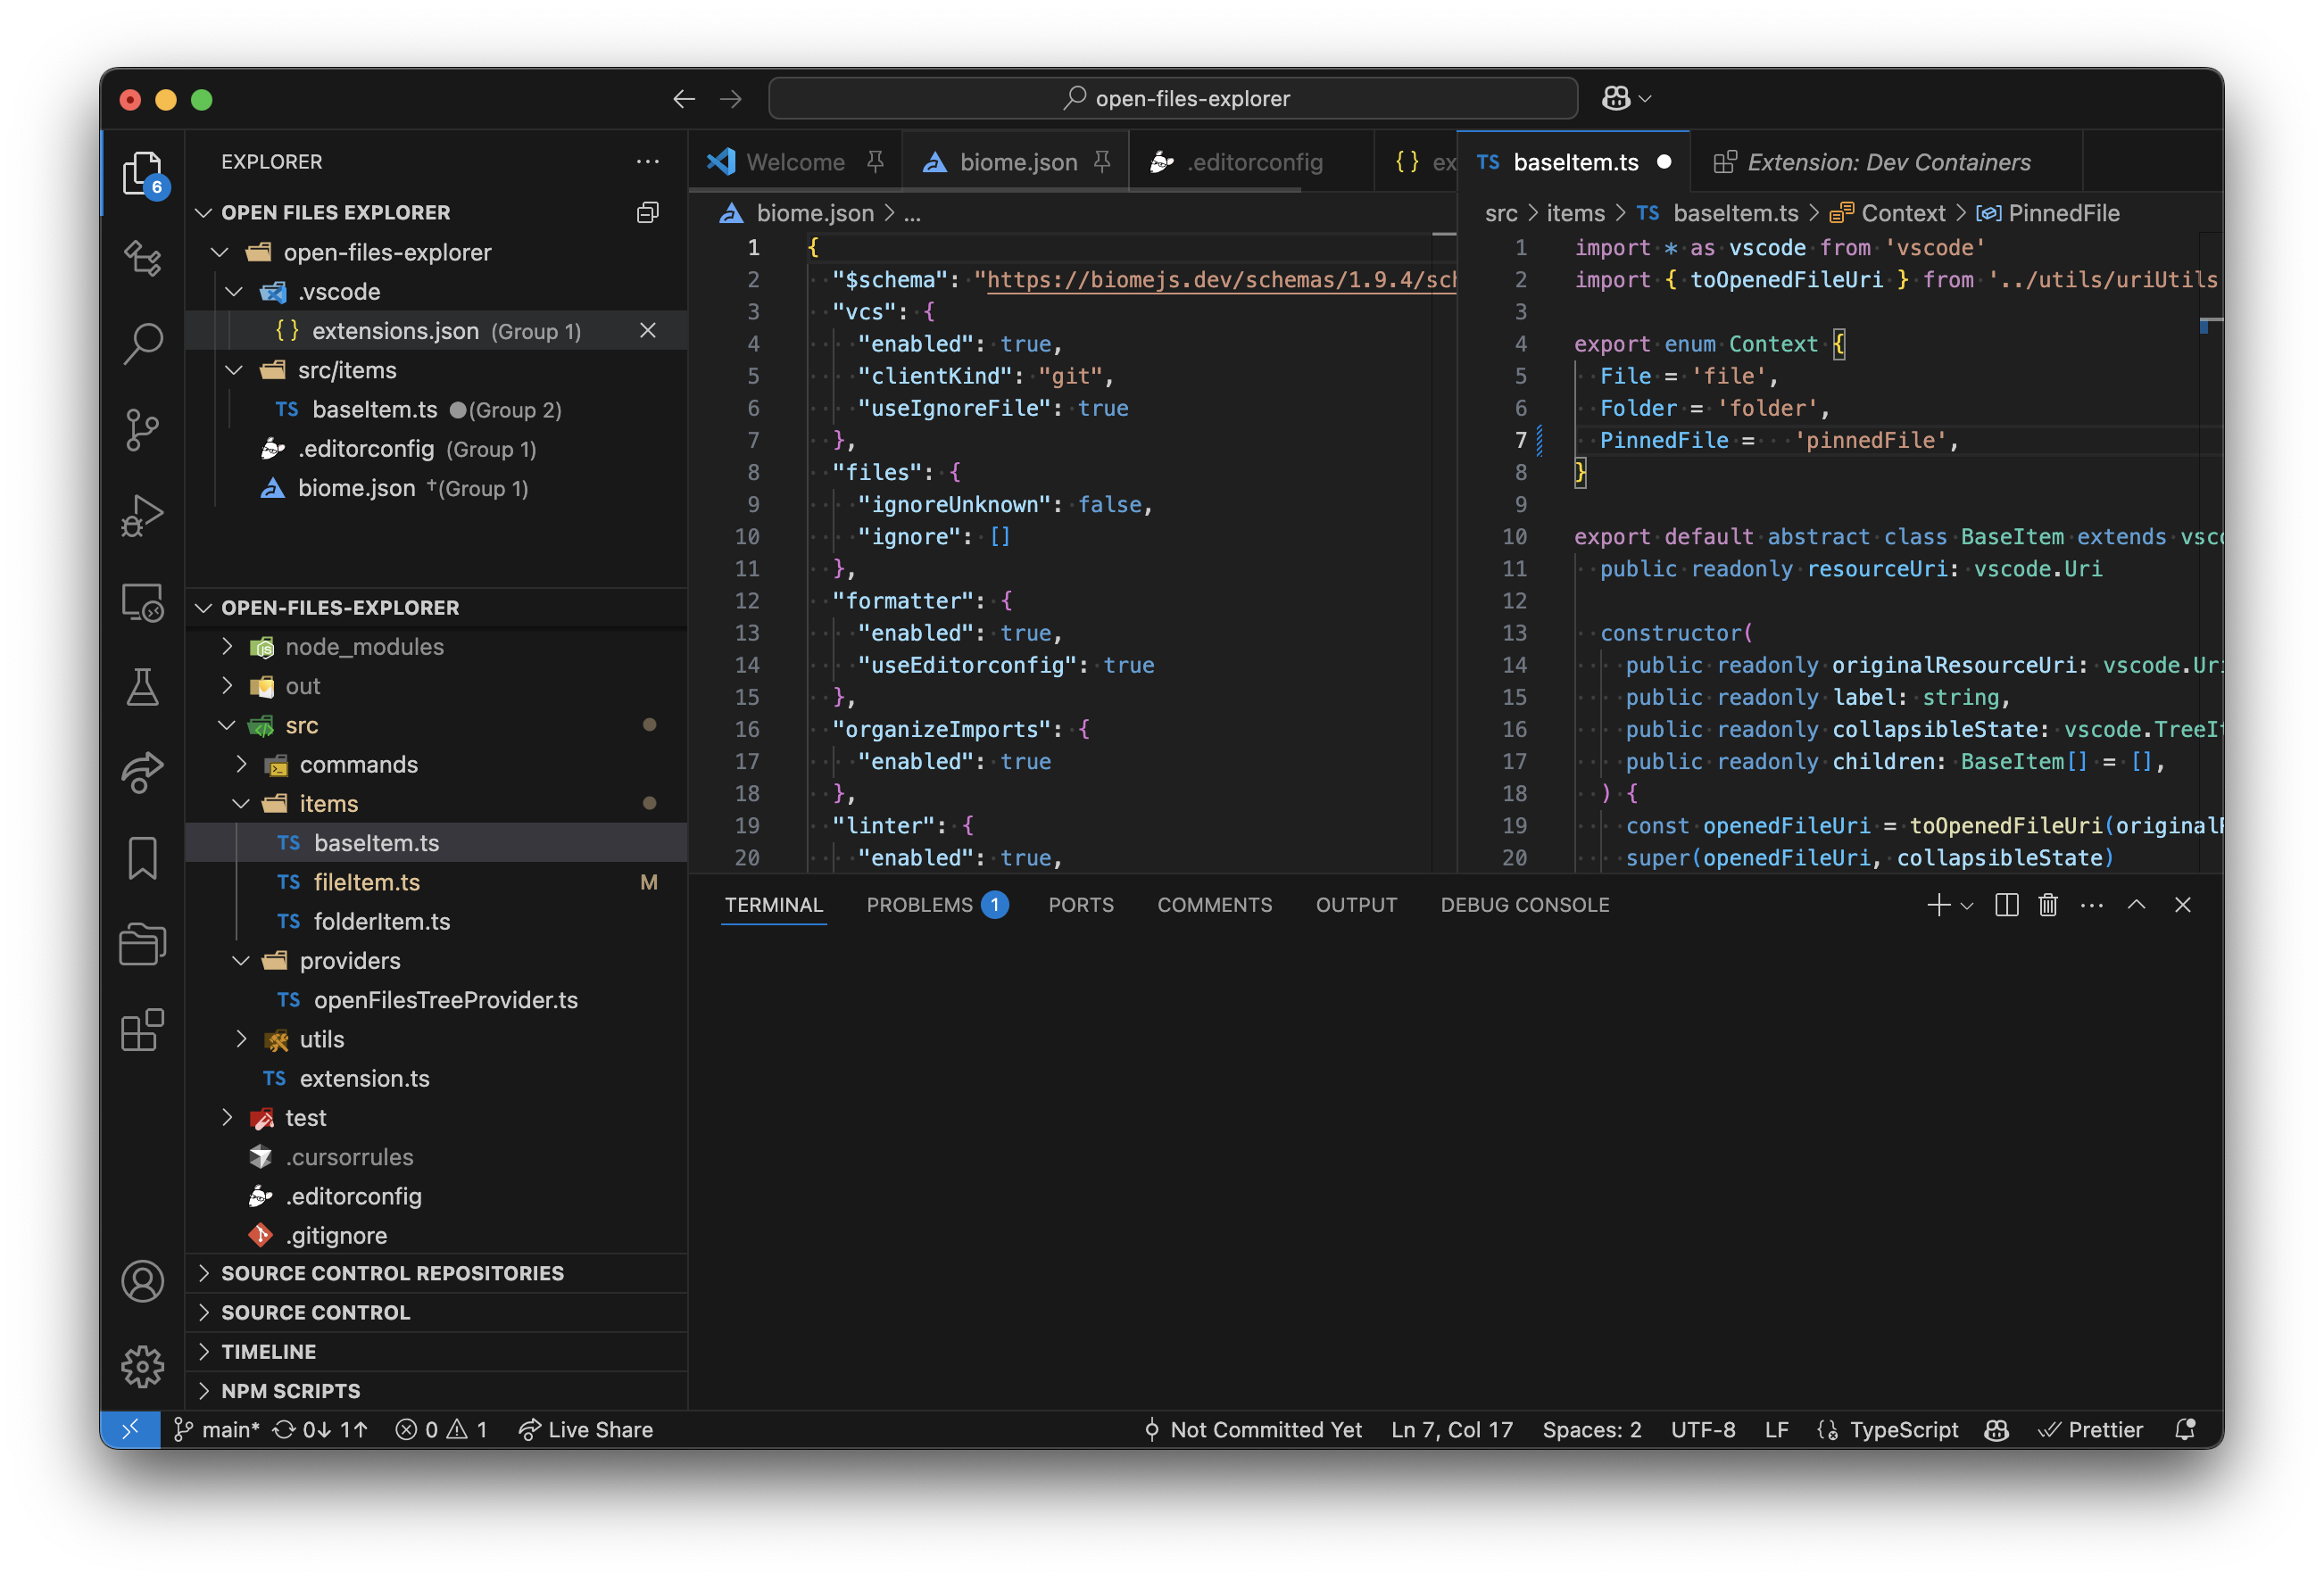 open-files-explorer
EXPLORER
6
OPEN FILES EXPLORER
open-files-explorer
.vscode
{ } extensions.json (Group 1)
src/items
TS baseItem.ts ●(Group 2)
.editorconfig (Group 1)
biome.json †(Group 1)
OPEN-FILES-EXPLORER
node_modules
out
src
commands
items
TS baseItem.ts
TS fileItem.ts M
TS folderItem.ts
providers
TS openFilesTreeProvider.ts
utils
TS extension.ts
test
.cursorrules
.editorconfig
.gitignore
SOURCE CONTROL REPOSITORIES
SOURCE CONTROL
TIMELINE
NPM SCRIPTS
Welcome biome.json .editorconfig { } ex
biome.json > ...
1 {
2 "$schema": "https://biomejs.dev/schemas/1.9.4/sch
3 "vcs": {
4 "enabled": true,
5 "clientKind": "git",
6 "useIgnoreFile": true
7 },
8 "files": {
9 "ignoreUnknown": false,
10 "ignore": []
11 },
12 "formatter": {
13 "enabled": true,
14 "useEditorconfig": true
15 },
16 "organizeImports": {
17 "enabled": true
18 },
19 "linter": {
20 "enabled": true,
TS baseItem.ts ● Extension: Dev Containers
src > items > TS baseItem.ts > Context > PinnedFile
1 import * as vscode from 'vscode'
2 import { toOpenedFileUri } from '../utils/uriUtils
3
4 export enum Context {
5 File = 'file',
6 Folder = 'folder',
7 PinnedFile =   'pinnedFile',
8 }
9
10 export default abstract class BaseItem extends vsco
11 public readonly resourceUri: vscode.Uri
12
13 constructor(
14 public readonly originalResourceUri: vscode.Uri
15 public readonly label: string,
16 public readonly collapsibleState: vscode.TreeIt
17 public readonly children: BaseItem[] = [],
18 ) {
19 const openedFileUri = toOpenedFileUri(originalR
20 super(openedFileUri, collapsibleState)
TERMINAL PROBLEMS 1 PORTS COMMENTS OUTPUT DEBUG CONSOLE
main* 0↓ 1↑ 0 1 Live Share Not Committed Yet Ln 7, Col 17 Spaces: 2 UTF-8 LF TypeScript Prettier